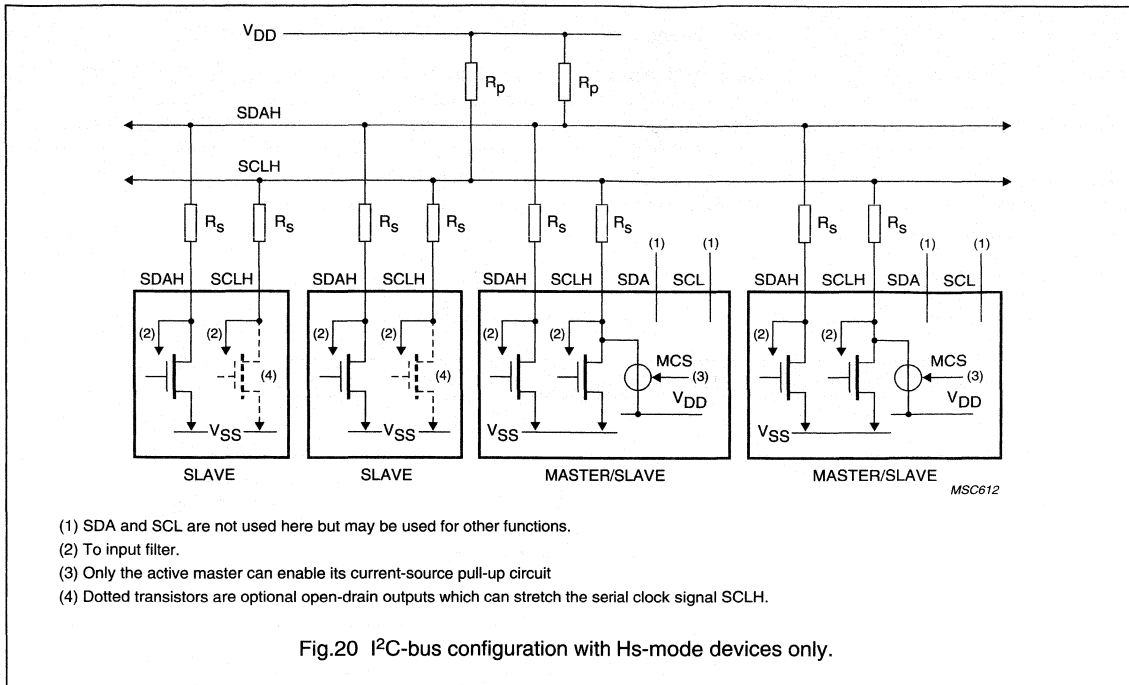 VDD
Rp Rp
SDAH
SCLH
Rs Rs Rs Rs Rs Rs Rs Rs
(1) (1) (1) (1)
SDAH SCLH SDAH SCLH SDAH SCLH SDA SCL SDAH SCLH SDA SCL
(2) (2) (2) (2) (2) (2) (2) (2)
(4) (4) MCS (3) MCS (3)
VDD VDD
VSS VSS VSS VSS
SLAVE SLAVE MASTER/SLAVE MASTER/SLAVE
MSC612
(1) SDA and SCL are not used here but may be used for other functions.
(2) To input filter.
(3) Only the active master can enable its current-source pull-up circuit
(4) Dotted transistors are optional open-drain outputs which can stretch the serial clock signal SCLH.
Fig.20 I²C-bus configuration with Hs-mode devices only.